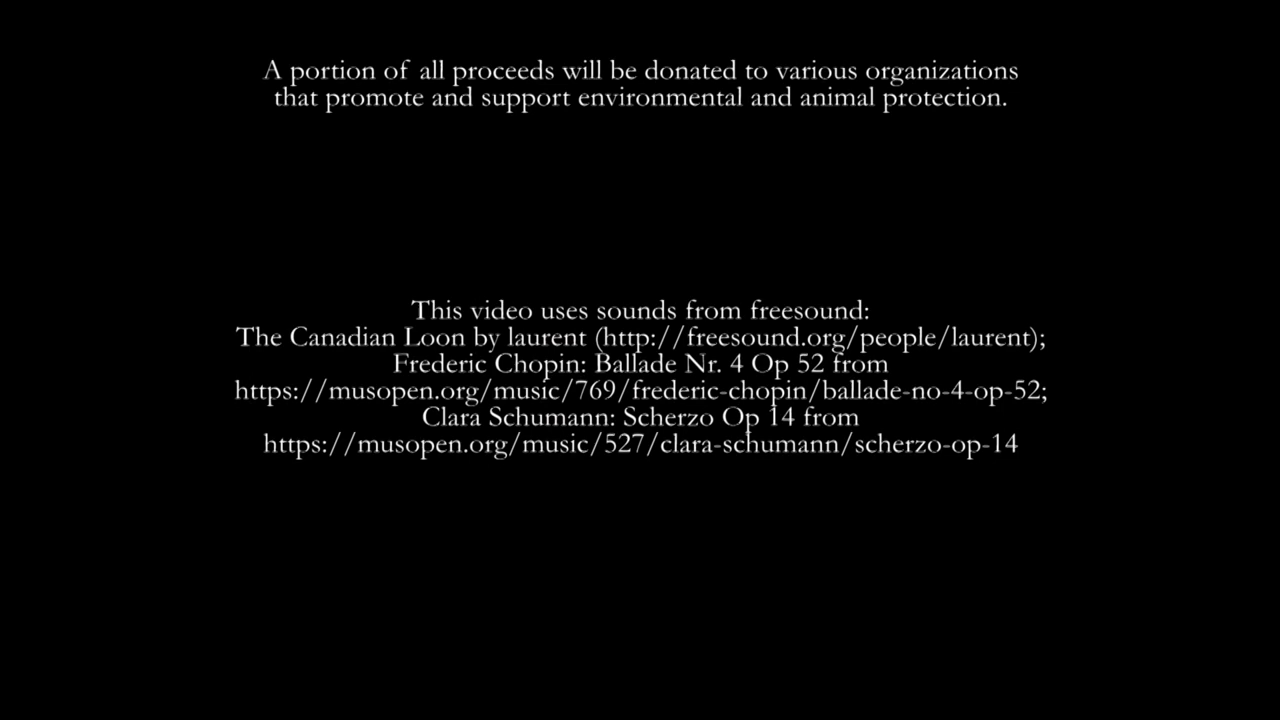 A portion of all proceeds will be donated to various organizations
that promote and support environmental and animal protection.
This video uses sounds from freesound:
The Canadian Loon by laurent (http://freesound.org/people/laurent);
Frederic Chopin: Ballade Nr. 4 Op 52 from
https://musopen.org/music/769/frederic-chopin/ballade-no-4-op-52;
Clara Schumann: Scherzo Op 14 from
https://musopen.org/music/527/clara-schumann/scherzo-op-14